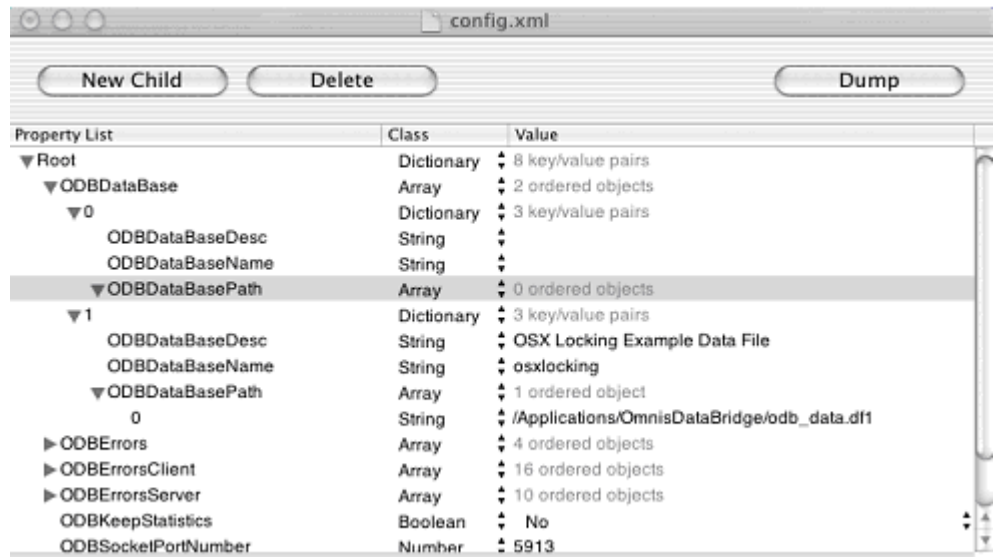 config.xml
New Child Delete Dump
Property List Class Value
Root Dictionary 8 key/value pairs
ODBDataBase Array 2 ordered objects
0 Dictionary 3 key/value pairs
ODBDataBaseDesc String
ODBDataBaseName String
ODBDataBasePath Array 0 ordered objects
1 Dictionary 3 key/value pairs
ODBDataBaseDesc String OSX Locking Example Data File
ODBDataBaseName String osxlocking
ODBDataBasePath Array 1 ordered object
0 String /Applications/OmnisDataBridge/odb_data.df1
ODBErrors Array 4 ordered objects
ODBErrorsClient Array 16 ordered objects
ODBErrorsServer Array 10 ordered objects
ODBKeepStatistics Boolean No
ODBSocketPortNumber Number 5913